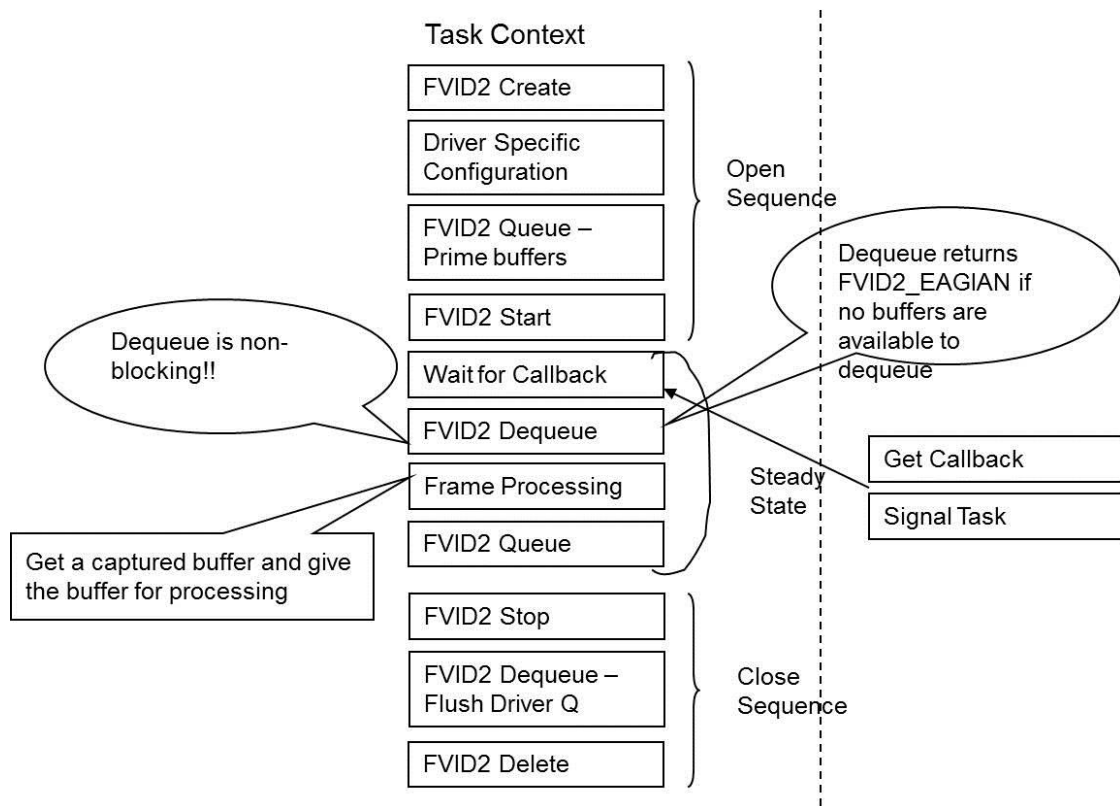 Task Context
FVID2 Create
Driver Specific
Configuration
FVID2 Queue –
Prime buffers
FVID2 Start
Open
Sequence
Dequeue returns
FVID2_EAGIAN if
no buffers are
available to
dequeue
Dequeue is non-
blocking!!
Wait for Callback
FVID2 Dequeue
Frame Processing
FVID2 Queue
Steady
State
Get Callback
Signal Task
Get a captured buffer and give
the buffer for processing
FVID2 Stop
FVID2 Dequeue –
Flush Driver Q
FVID2 Delete
Close
Sequence